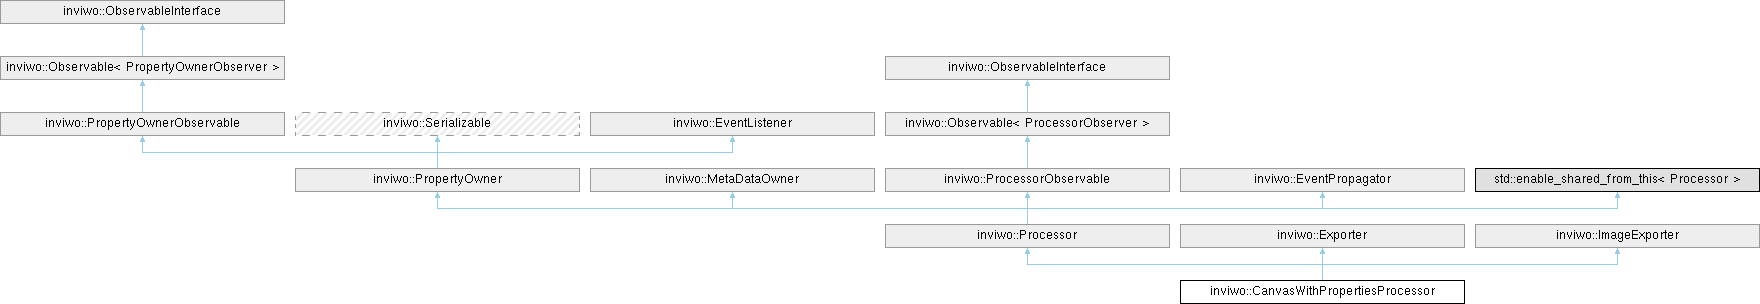 inviwo::ObservableInterface
inviwo::Observable< PropertyOwnerObserver >
inviwo::ObservableInterface
inviwo::PropertyOwnerObservable
inviwo::Serializable
inviwo::EventListener
inviwo::Observable< ProcessorObserver >
inviwo::PropertyOwner
inviwo::MetaDataOwner
inviwo::ProcessorObservable
inviwo::EventPropagator
std::enable_shared_from_this< Processor >
inviwo::Processor
inviwo::Exporter
inviwo::ImageExporter
inviwo::CanvasWithPropertiesProcessor